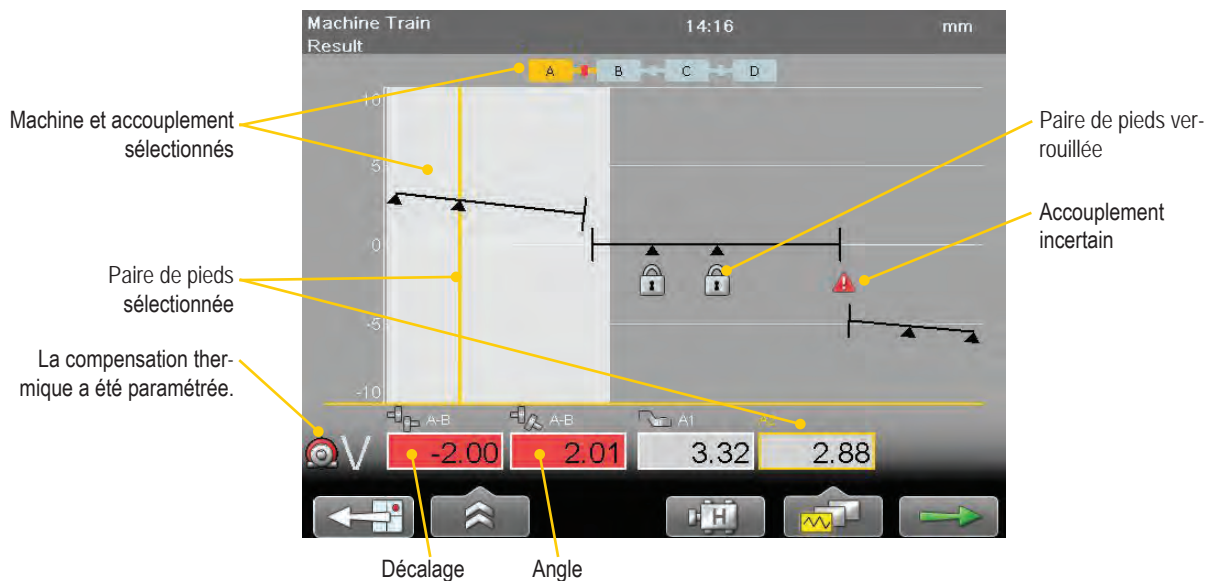 Machine Train
Result
14:16
mm
A
B
C
D
Machine et accouplement
sélectionnés
Paire de pieds ver-
rouillée
Accouplement
incertain
Paire de pieds
sélectionnée
La compensation ther-
mique a été paramétrée.
10
5
0
-5
-10
A-B
A-B
A1
V
-2.00
2.01
3.32
2.88
H
Décalage
Angle